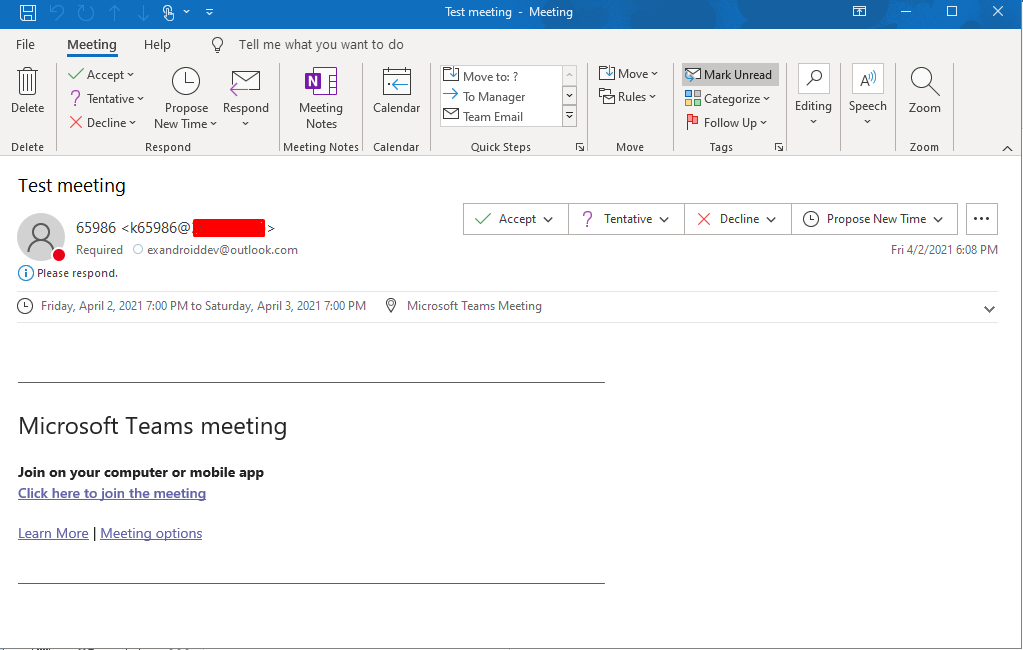 Test meeting - Meeting
File Meeting Help Tell me what you want to do
Delete
Accept
Tentative
Decline
Propose
New Time
Respond
Meeting
Notes
Calendar
Move to: ?
To Manager
Team Email
Move
Rules
Mark Unread
Categorize
Follow Up
Editing
Speech
Zoom
Delete Respond Meeting Notes Calendar Quick Steps Move Tags Zoom
Test meeting
65986 <k65986@ >
Accept Tentative Decline Propose New Time
Required exandroiddev@outlook.com
Fri 4/2/2021 6:08 PM
Please respond.
Friday, April 2, 2021 7:00 PM to Saturday, April 3, 2021 7:00 PM Microsoft Teams Meeting
Microsoft Teams meeting
Join on your computer or mobile app
Click here to join the meeting
Learn More | Meeting options